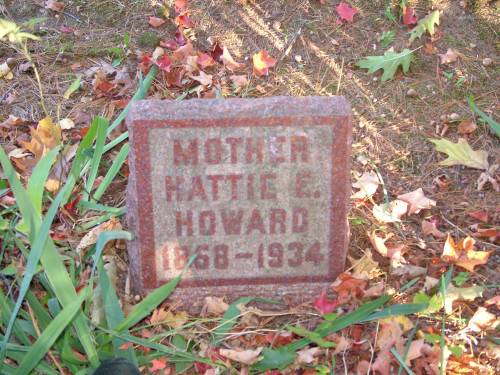 MOTHER
HATTIE E.
HOWARD
1868-1934